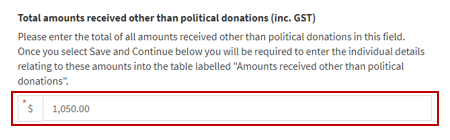 Total amounts received other than political donations (inc. GST)
Please enter the total of all amounts received other than political donations in this field.
Once you select Save and Continue below you will be required to enter the individual details
relating to these amounts into the table labelled "Amounts received other than political
donations".
* $ 1,050.00